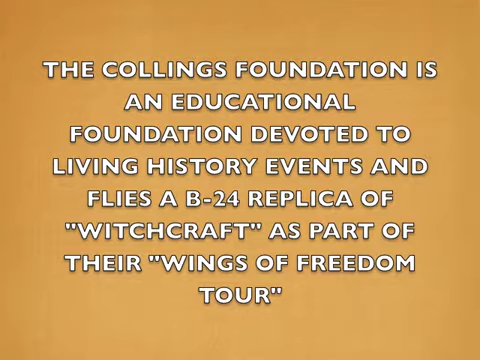 THE COLLINGS FOUNDATION IS
AN EDUCATIONAL
FOUNDATION DEVOTED TO
LIVING HISTORY EVENTS AND
FLIES A B-24 REPLICA OF
"WITCHCRAFT" AS PART OF
THEIR "WINGS OF FREEDOM
TOUR"